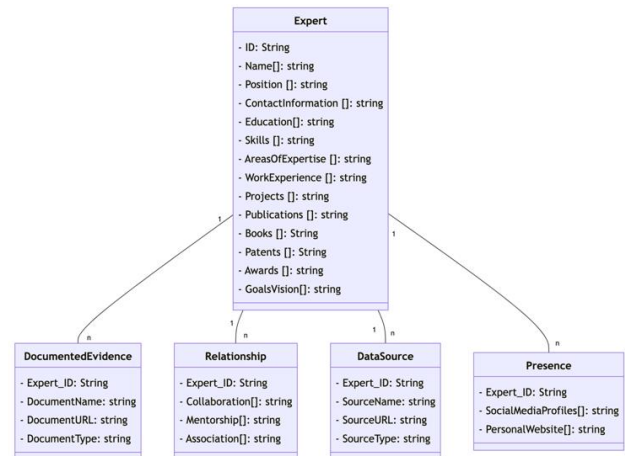 Expert
- ID: String
- Name[]: string
- Position []: string
- ContactInformation []: string
- Education[]: string
- Skills []: string
- AreasOfExpertise []: string
- WorkExperience []: string
- Projects []: string
- Publications []: string
- Books []: String
- Patents []: String
- Awards []: string
- GoalsVision[]: string
1
1
1
1
n
n
n
n
DocumentedEvidence
- Expert_ID: String
- DocumentName: string
- DocumentURL: string
- DocumentType: string
Relationship
- Expert_ID: String
- Collaboration[]: string
- Mentorship[]: string
- Association[]: string
DataSource
- Expert_ID: String
- SourceName: string
- SourceURL: string
- SourceType: string
Presence
- Expert_ID: String
- SocialMediaProfiles[]: string
- PersonalWebsite[]: string